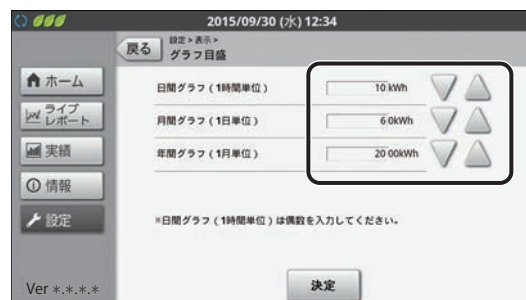 2015/09/30 (水) 12:34
戻る
設定 > 表示 >
グラフ目盛
ホーム
ライブ
レポート
実績
情報
設定
日間グラフ（1時間単位）
10 kWh
月間グラフ（1日単位）
6 0kWh
年間グラフ（1月単位）
20 00kWh
※日間グラフ（1時間単位）は偶数を入力してください。
決定
Ver *.*.*.*